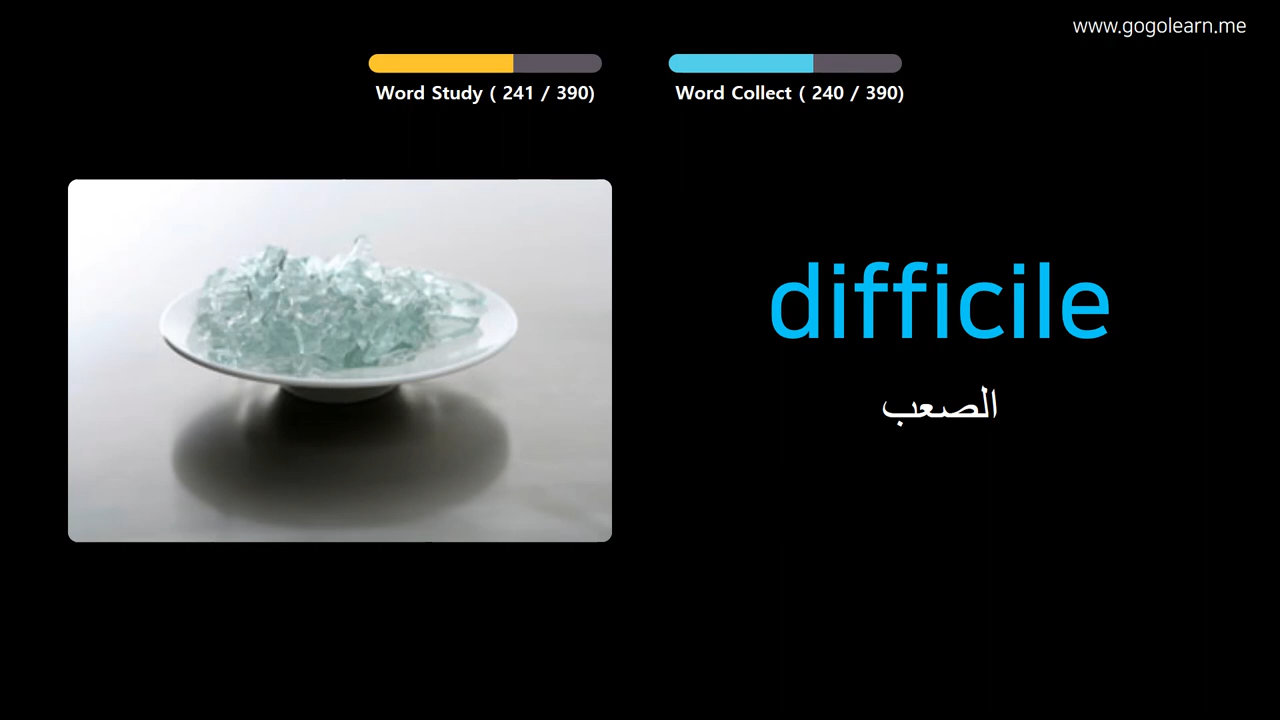 www.gogolearn.me
Word Study ( 241 / 390)
Word Collect ( 240 / 390)
difficile
الصعب